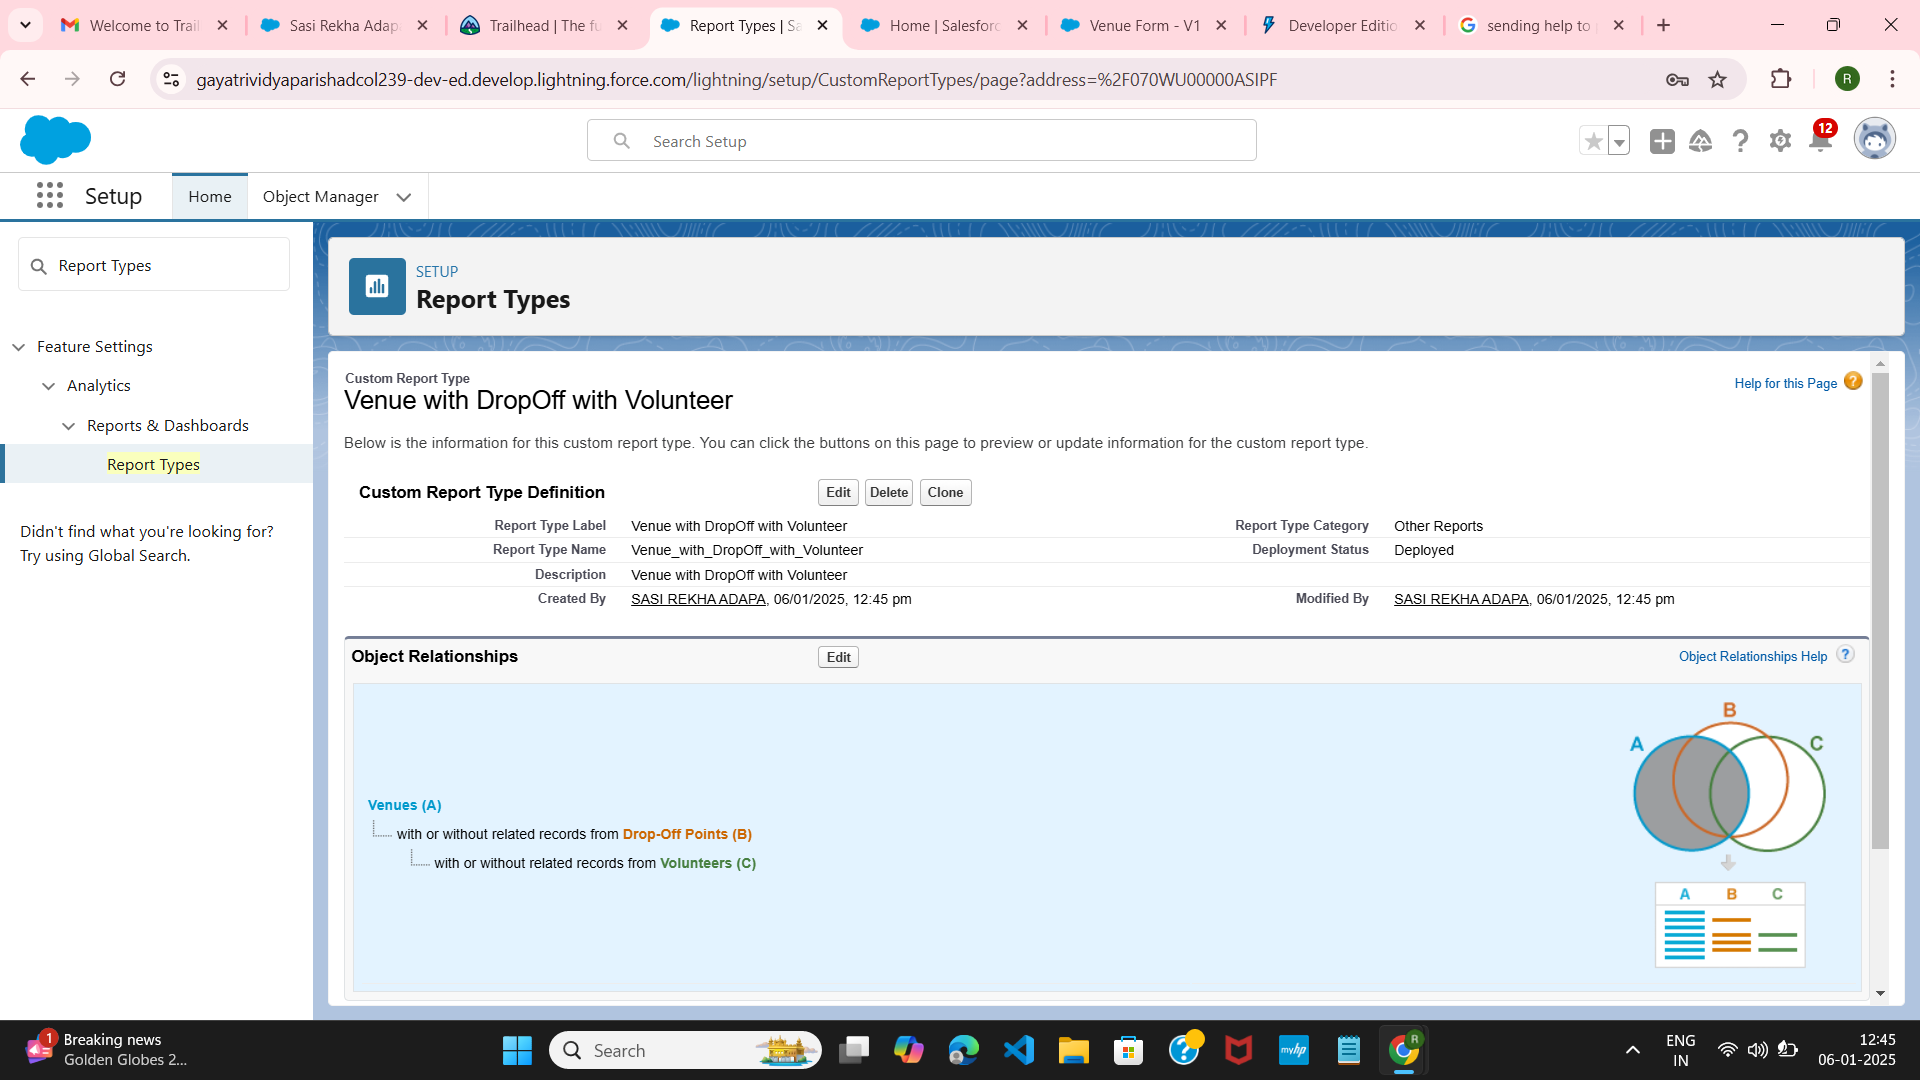 Welcome to Trail
Sasi Rekha Adap
Trailhead | The fu
Report Types | Sa
Home | Salesforc
Venue Form - V1
Developer Editio
sending help to
gayatrividyaparishadcol239-dev-ed.develop.lightning.force.com/lightning/setup/CustomReportTypes/page?address=%2F070WU00000ASIPF
R
Search Setup
12
Setup
Home
Object Manager
Report Types
SETUP
Report Types
Feature Settings
Analytics
Reports & Dashboards
Report Types
Didn't find what you're looking for?
Try using Global Search.
Custom Report Type
Venue with DropOff with Volunteer
Help for this Page
Below is the information for this custom report type. You can click the buttons on this page to preview or update information for the custom report type.
Custom Report Type Definition
Edit
Delete
Clone
Report Type Label Venue with DropOff with Volunteer Report Type Category Other Reports
Report Type Name Venue_with_DropOff_with_Volunteer Deployment Status Deployed
Description Venue with DropOff with Volunteer
Created By SASI REKHA ADAPA, 06/01/2025, 12:45 pm Modified By SASI REKHA ADAPA, 06/01/2025, 12:45 pm
Object Relationships
Edit
Object Relationships Help ?
Venues (A)
with or without related records from Drop-Off Points (B)
with or without related records from Volunteers (C)
B
A
C
A B C
1
Breaking news
Golden Globes 2...
Search
myhp
R
ENG
IN
12:45
06-01-2025